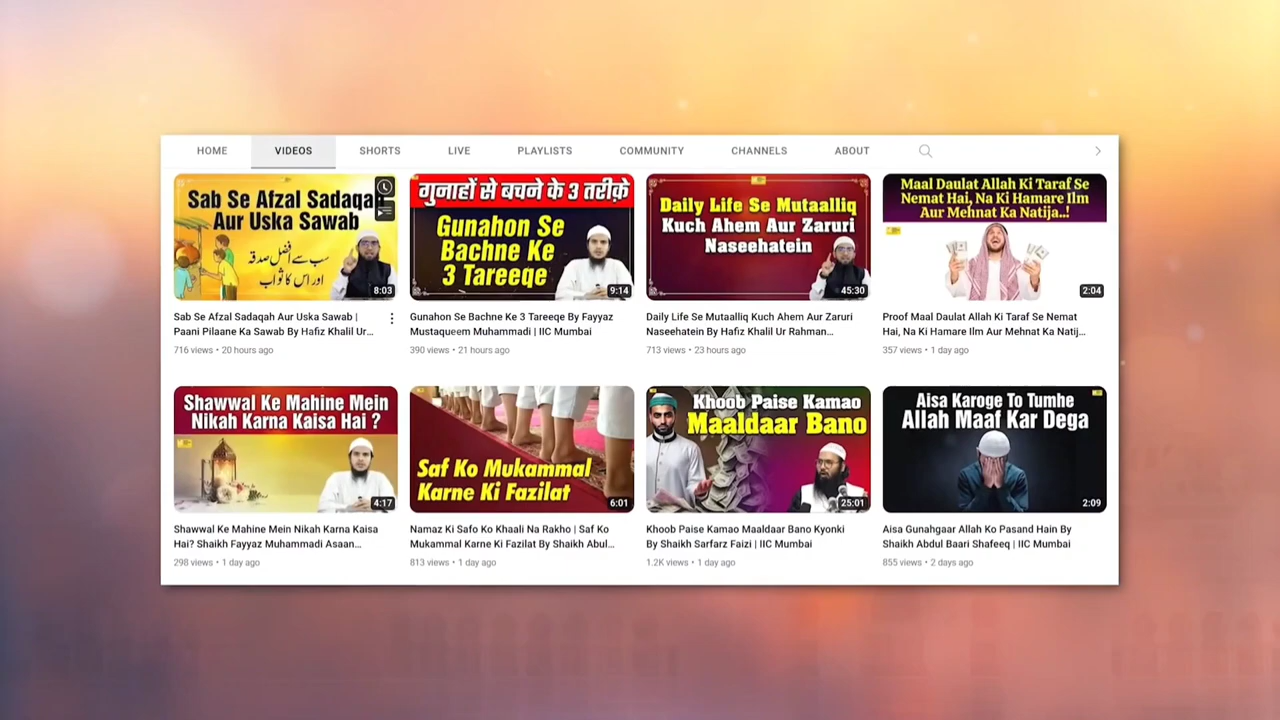 HOME VIDEOS SHORTS LIVE PLAYLISTS COMMUNITY CHANNELS ABOUT
Sab Se Afzal Sadaqah
Aur Uska Sawab
سب سے افضل صدقہ
اور اس کا ثواب
8:03
गुनाहों से बचने के 3 तरीक़े
Gunahon Se
Bachne Ke
3 Tareeqe
9:14
Daily Life Se Mutaalliq
Kuch Ahem Aur Zaruri
Naseehatein
45:30
Maal Daulat Allah Ki Taraf Se
Nemat Hai, Na Ki Hamare Ilm
Aur Mehnat Ka Natija..!
2:04
Sab Se Afzal Sadaqah Aur Uska Sawab |
Paani Pilaane Ka Sawab By Hafiz Khalil Ur...
716 views • 20 hours ago
Gunahon Se Bachne Ke 3 Tareeqe By Fayyaz
Mustaqueem Muhammadi | IIC Mumbai
390 views • 21 hours ago
Daily Life Se Mutaalliq Kuch Ahem Aur Zaruri
Naseehatein By Hafiz Khalil Ur Rahman...
713 views • 23 hours ago
Proof Maal Daulat Allah Ki Taraf Se Nemat
Hai, Na Ki Hamare Ilm Aur Mehnat Ka Natij...
357 views • 1 day ago
Shawwal Ke Mahine Mein
Nikah Karna Kaisa Hai ?
4:17
Saf Ko Mukammal
Karne Ki Fazilat
6:01
Khoob Paise Kamao
Maaldaar Bano
25:01
Aisa Karoge To Tumhe
Allah Maaf Kar Dega
2:09
Shawwal Ke Mahine Mein Nikah Karna Kaisa
Hai? Shaikh Fayyaz Muhammadi Asaan...
298 views • 1 day ago
Namaz Ki Safo Ko Khaali Na Rakho | Saf Ko
Mukammal Karne Ki Fazilat By Shaikh Abul...
813 views • 1 day ago
Khoob Paise Kamao Maaldaar Bano Kyonki
By Shaikh Sarfarz Faizi | IIC Mumbai
1.2K views • 1 day ago
Aisa Gunahgaar Allah Ko Pasand Hain By
Shaikh Abdul Baari Shafeeq | IIC Mumbai
855 views • 2 days ago